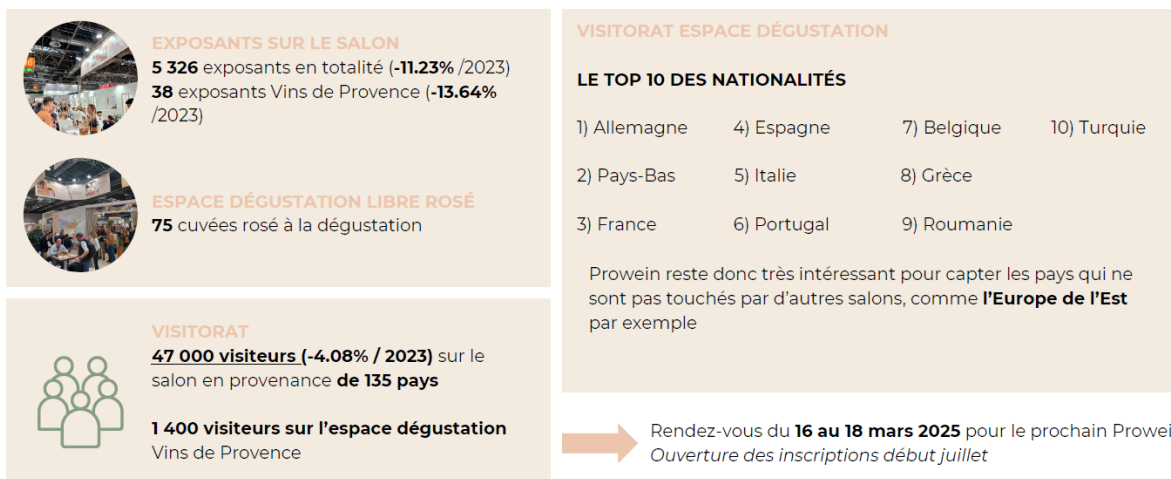 EXPOSANTS SUR LE SALON
5 326 exposants en totalité (-11.23% /2023)
38 exposants Vins de Provence (-13.64%
/2023)
ESPACE DÉGUSTATION LIBRE ROSÉ
75 cuvées rosé à la dégustation
VISITORAT
47 000 visiteurs (-4.08% / 2023) sur le
salon en provenance de 135 pays
1 400 visiteurs sur l’espace dégustation
Vins de Provence
VISITORAT ESPACE DÉGUSTATION
LE TOP 10 DES NATIONALITÉS
1) Allemagne 4) Espagne 7) Belgique 10) Turquie
2) Pays-Bas 5) Italie 8) Grèce
3) France 6) Portugal 9) Roumanie
Prowein reste donc très intéressant pour capter les pays qui ne
sont pas touchés par d’autres salons, comme l’Europe de l’Est
par exemple
Rendez-vous du 16 au 18 mars 2025 pour le prochain Prowei
Ouverture des inscriptions début juillet